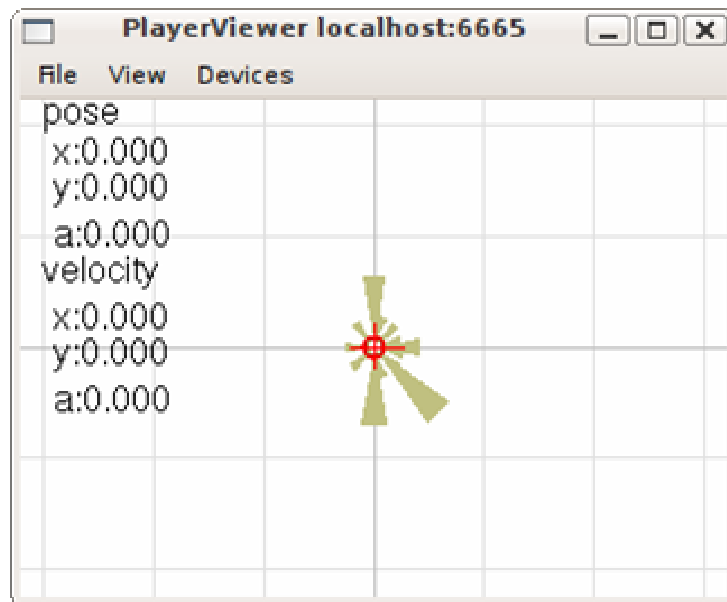 PlayerViewer localhost:6665
File View Devices
pose
x:0.000
y:0.000
a:0.000
velocity
x:0.000
y:0.000
a:0.000